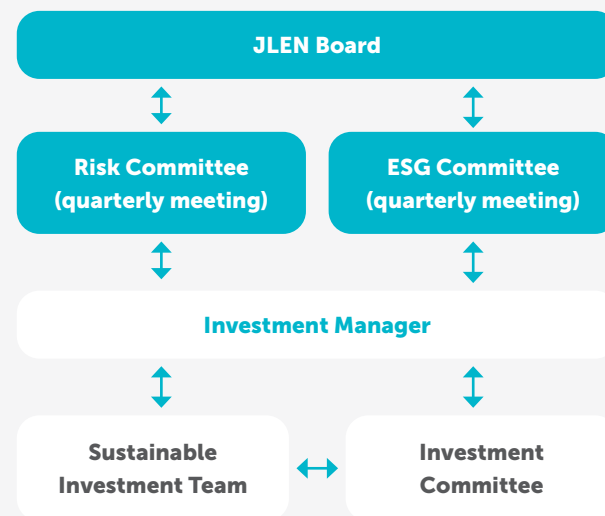 JLEN Board
Risk Committee
(quarterly meeting)
ESG Committee
(quarterly meeting)
Investment Manager
Sustainable
Investment Team
Investment
Committee